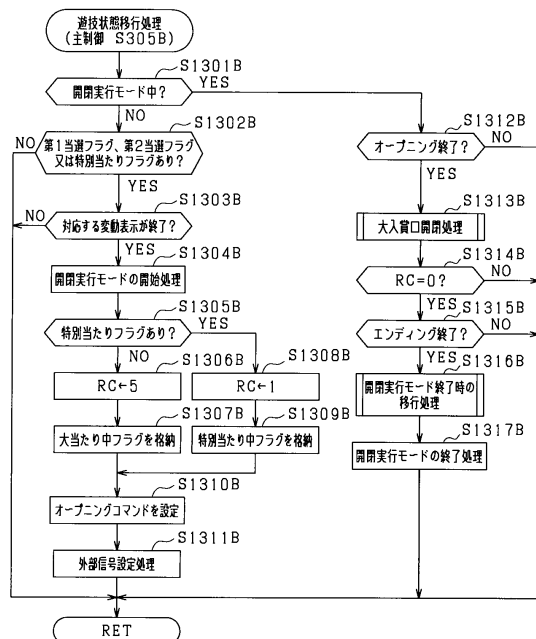 遊技状態移行処理
(主制御 S305B)
S1301B
開閉実行モード中?
YES
NO
S1302B
NO
第1当選フラグ、第2当選フラグ
又は特別当たりフラグあり?
YES
S1303B
NO
対応する変動表示が終了?
YES
S1304B
開閉実行モードの開始処理
S1305B
特別当たりフラグあり?
YES
NO
S1306B
RC←5
S1308B
RC←1
S1307B
大当たり中フラグを格納
S1309B
特別当たり中フラグを格納
S1310B
オープニングコマンドを設定
S1311B
外部信号設定処理
RET
S1312B
オープニング終了?
NO
YES
S1313B
大入賞口開閉処理
S1314B
RC=0?
NO
YES
S1315B
エンディング終了?
NO
YES
S1316B
開閉実行モード終了時の
移行処理
S1317B
開閉実行モードの終了処理